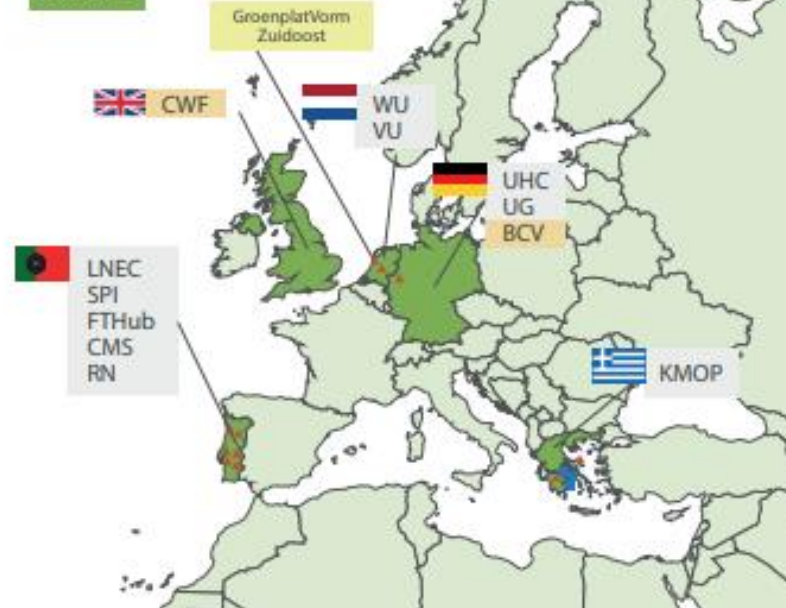 GroenplatVorm
Zuidoost
CWF
WU
VU
UHC
UG
BCV
LNEC
SPI
FTHub
CMS
RN
KMOP